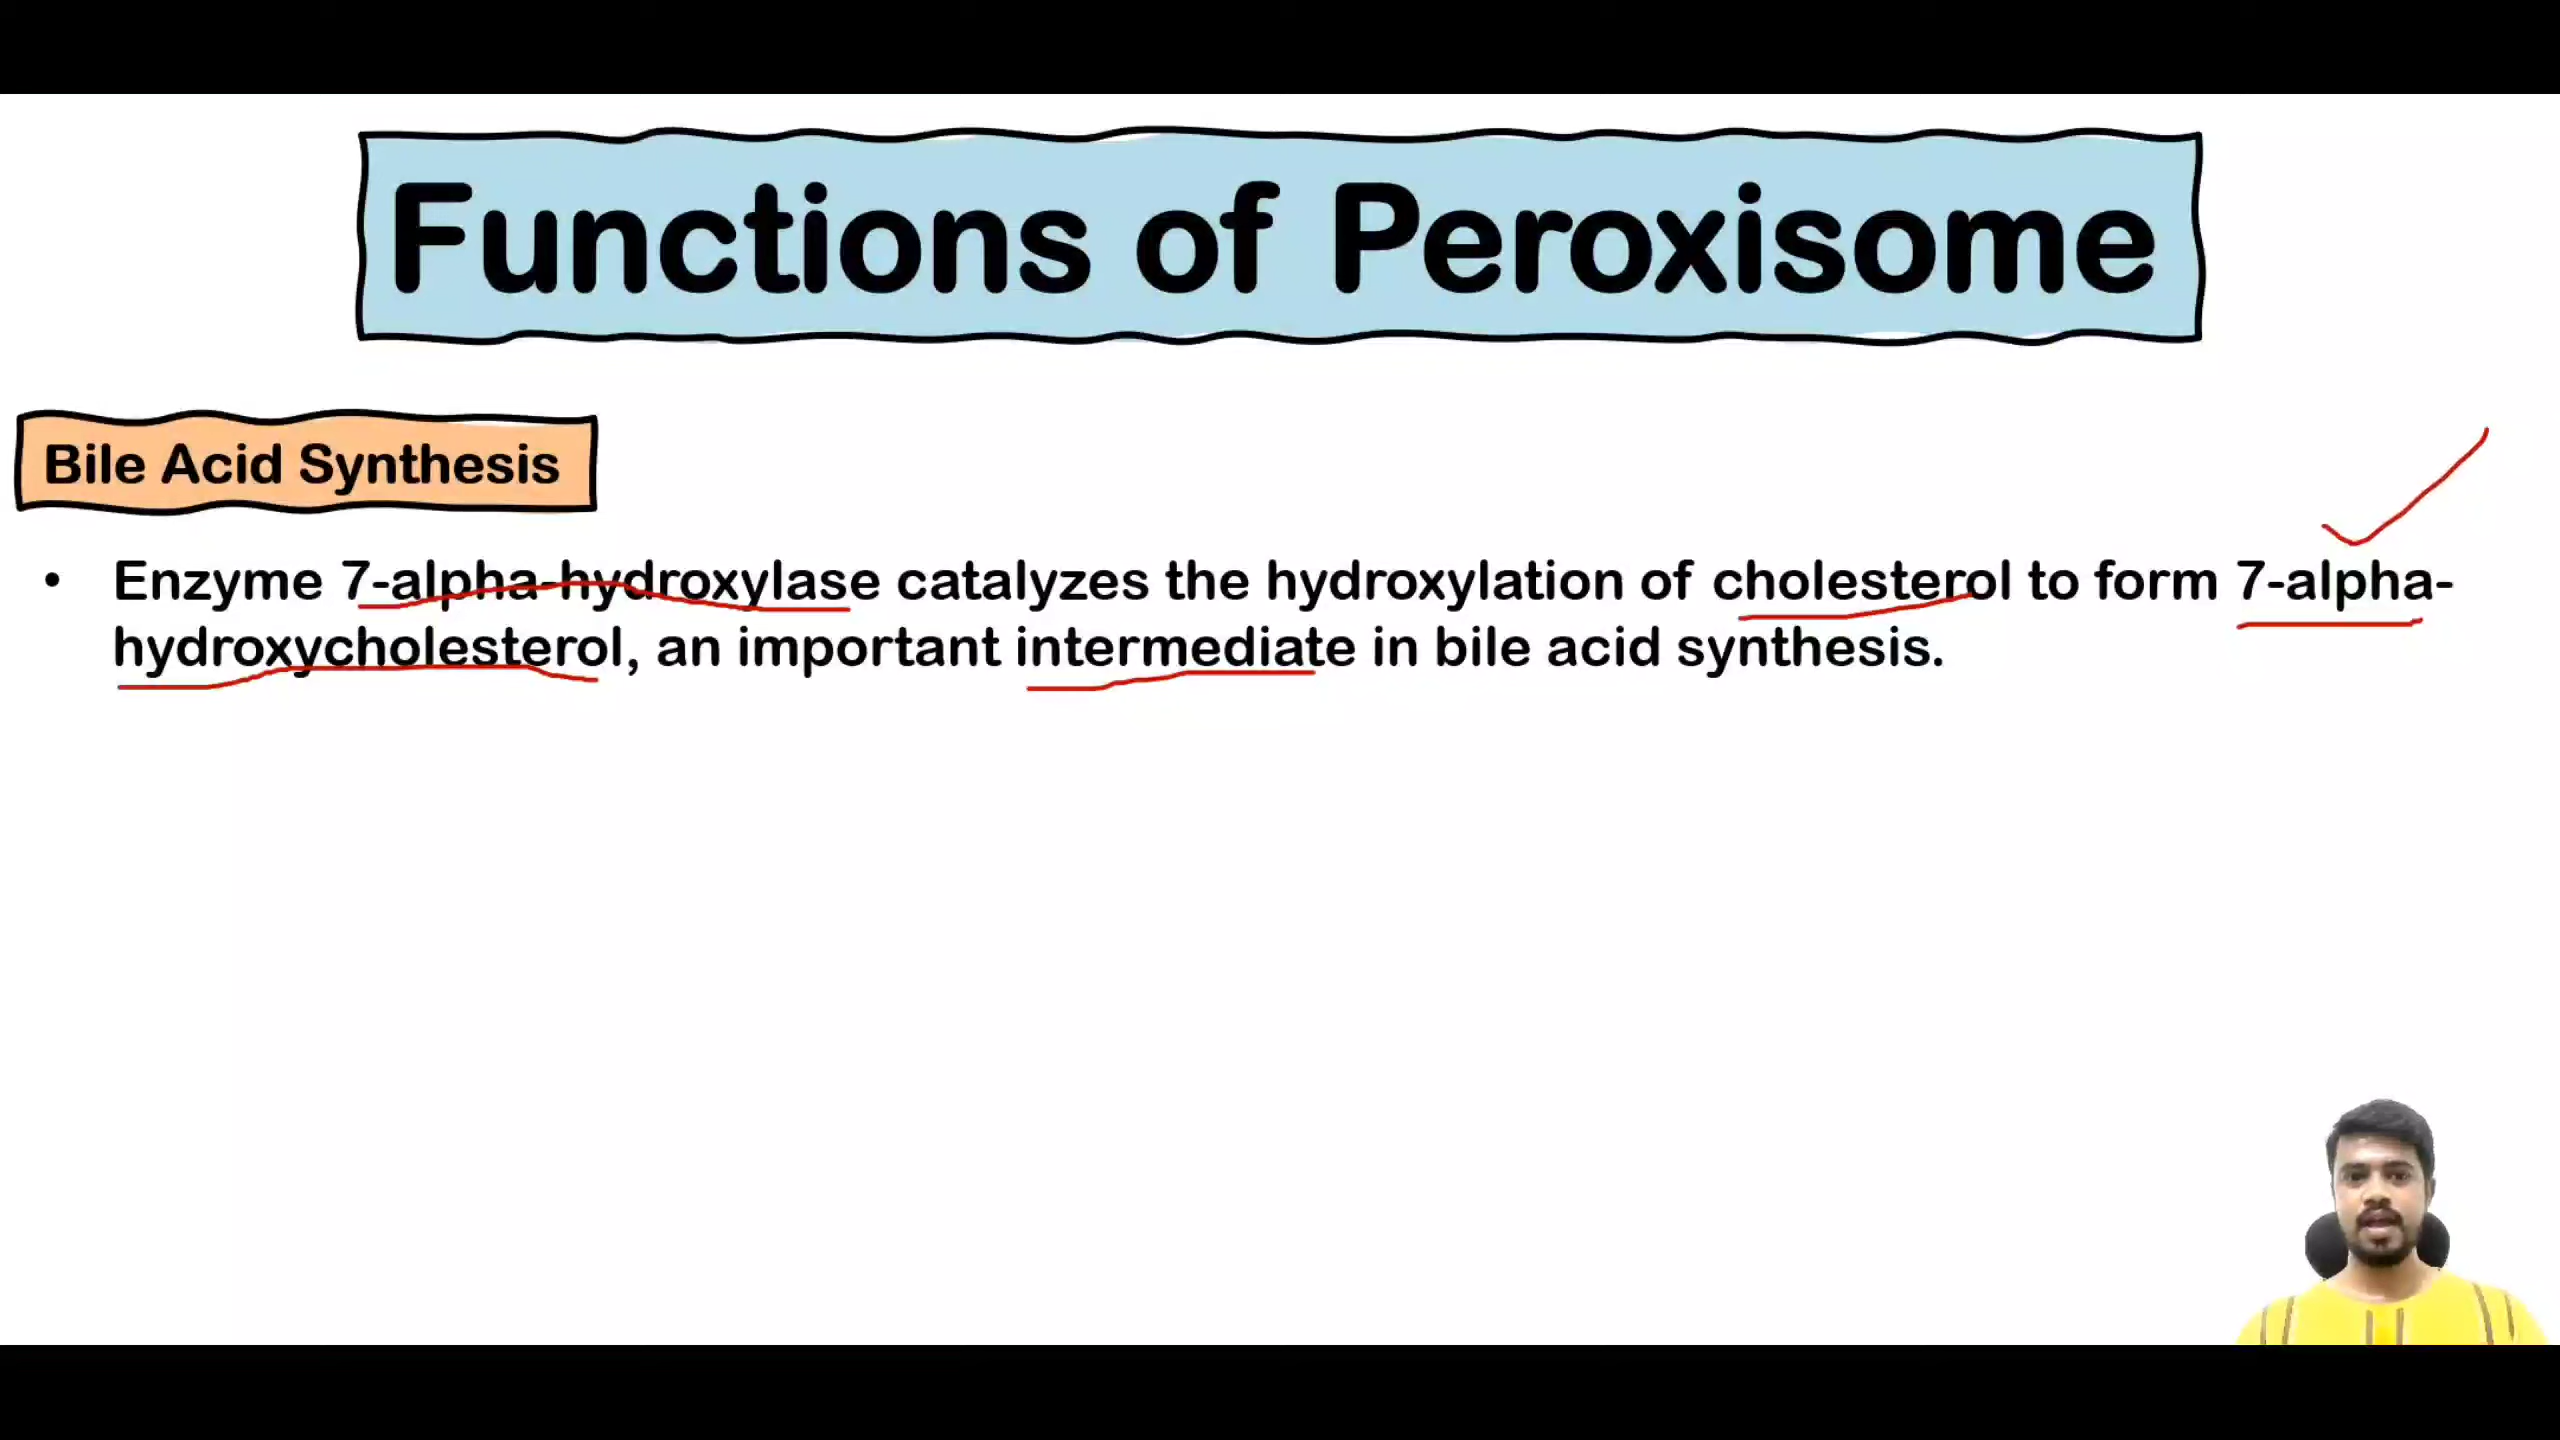 Functions of Peroxisome
Bile Acid Synthesis
• Enzyme 7-alpha-hydroxylase catalyzes the hydroxylation of cholesterol to form 7-alpha-
hydroxycholesterol, an important intermediate in bile acid synthesis.